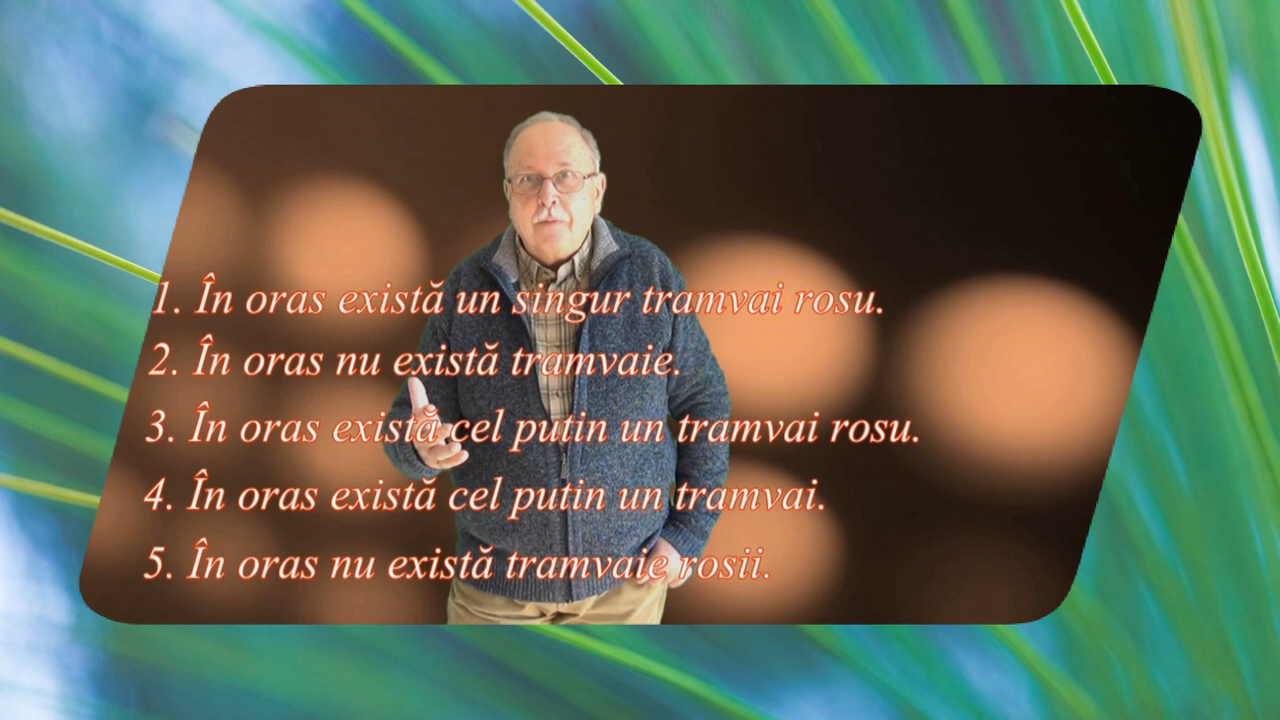 1. În oras există un singur tramvai rosu.
2. În oras nu există tramvaie.
3. În oras există cel putin un tramvai rosu.
4. În oras există cel putin un tramvai.
5. În oras nu există tramvaie rosii.